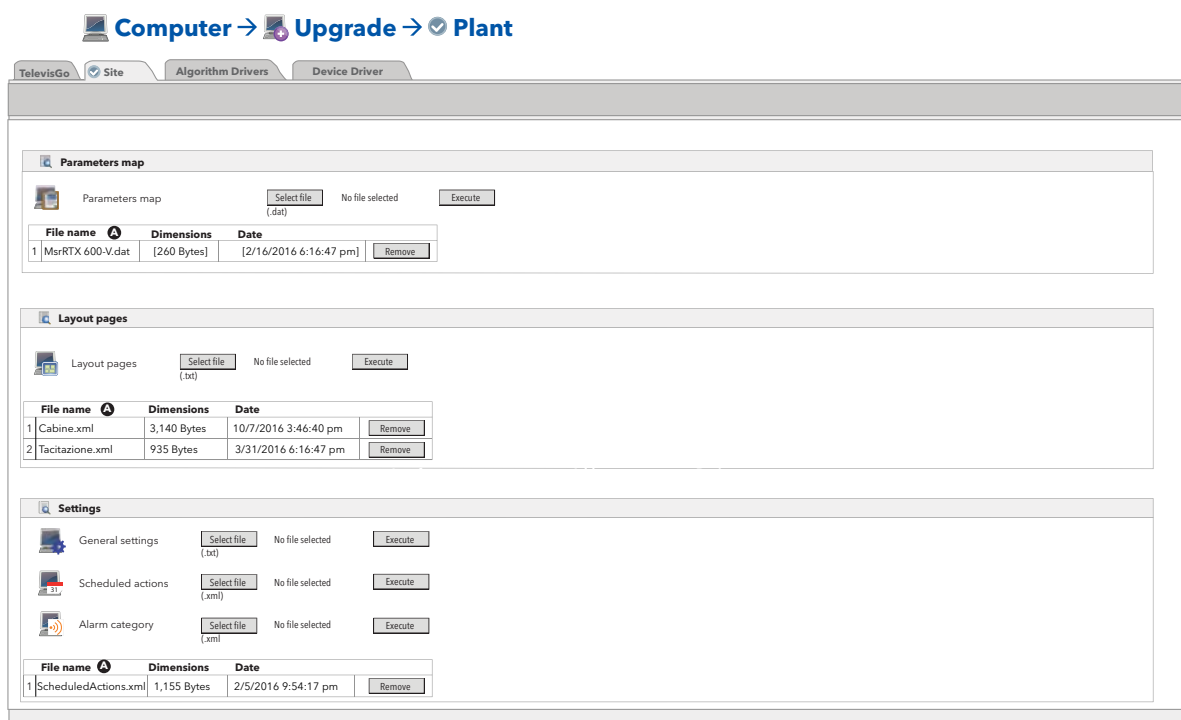 Computer → Upgrade → Plant
TelevisGo Site Algorithm Drivers Device Driver
Parameters map
Parameters map Select file No file selected Execute
(.dat)
File name A Dimensions Date
1 MsrRTX 600-V.dat [260 Bytes] [2/16/2016 6:16:47 pm] Remove
Layout pages
Layout pages Select file No file selected Execute
(.txt)
File name A Dimensions Date
1 Cabine.xml 3,140 Bytes 10/7/2016 3:46:40 pm Remove
2 Tacitazione.xml 935 Bytes 3/31/2016 6:16:47 pm Remove
Settings
General settings Select file No file selected Execute
(.txt)
31 Scheduled actions Select file No file selected Execute
(.xml)
Alarm category Select file No file selected Execute
(.xml
File name A Dimensions Date
1 ScheduledActions.xml 1,155 Bytes 2/5/2016 9:54:17 pm Remove